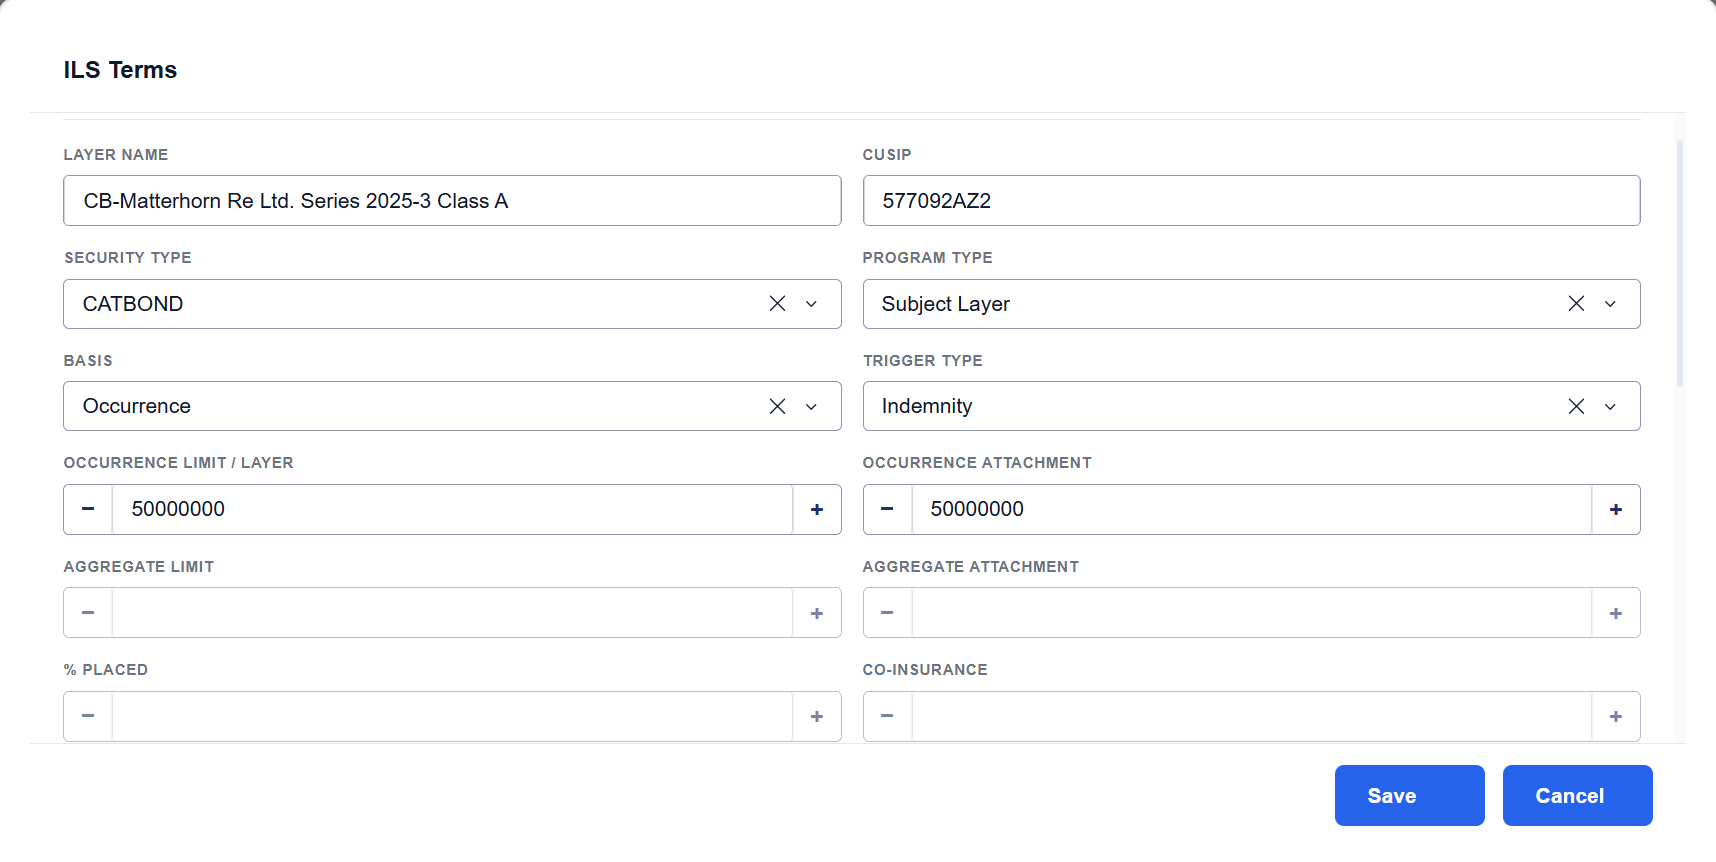 ILS Terms
LAYER NAME
CUSIP
CB-Matterhorn Re Ltd. Series 2025-3 Class A
577092AZ2
SECURITY TYPE
PROGRAM TYPE
CATBOND
Subject Layer
BASIS
TRIGGER TYPE
Occurrence
Indemnity
OCCURRENCE LIMIT / LAYER
OCCURRENCE ATTACHMENT
− 50000000 +
− 50000000 +
AGGREGATE LIMIT
AGGREGATE ATTACHMENT
− +
− +
% PLACED
CO-INSURANCE
− +
− +
Save
Cancel